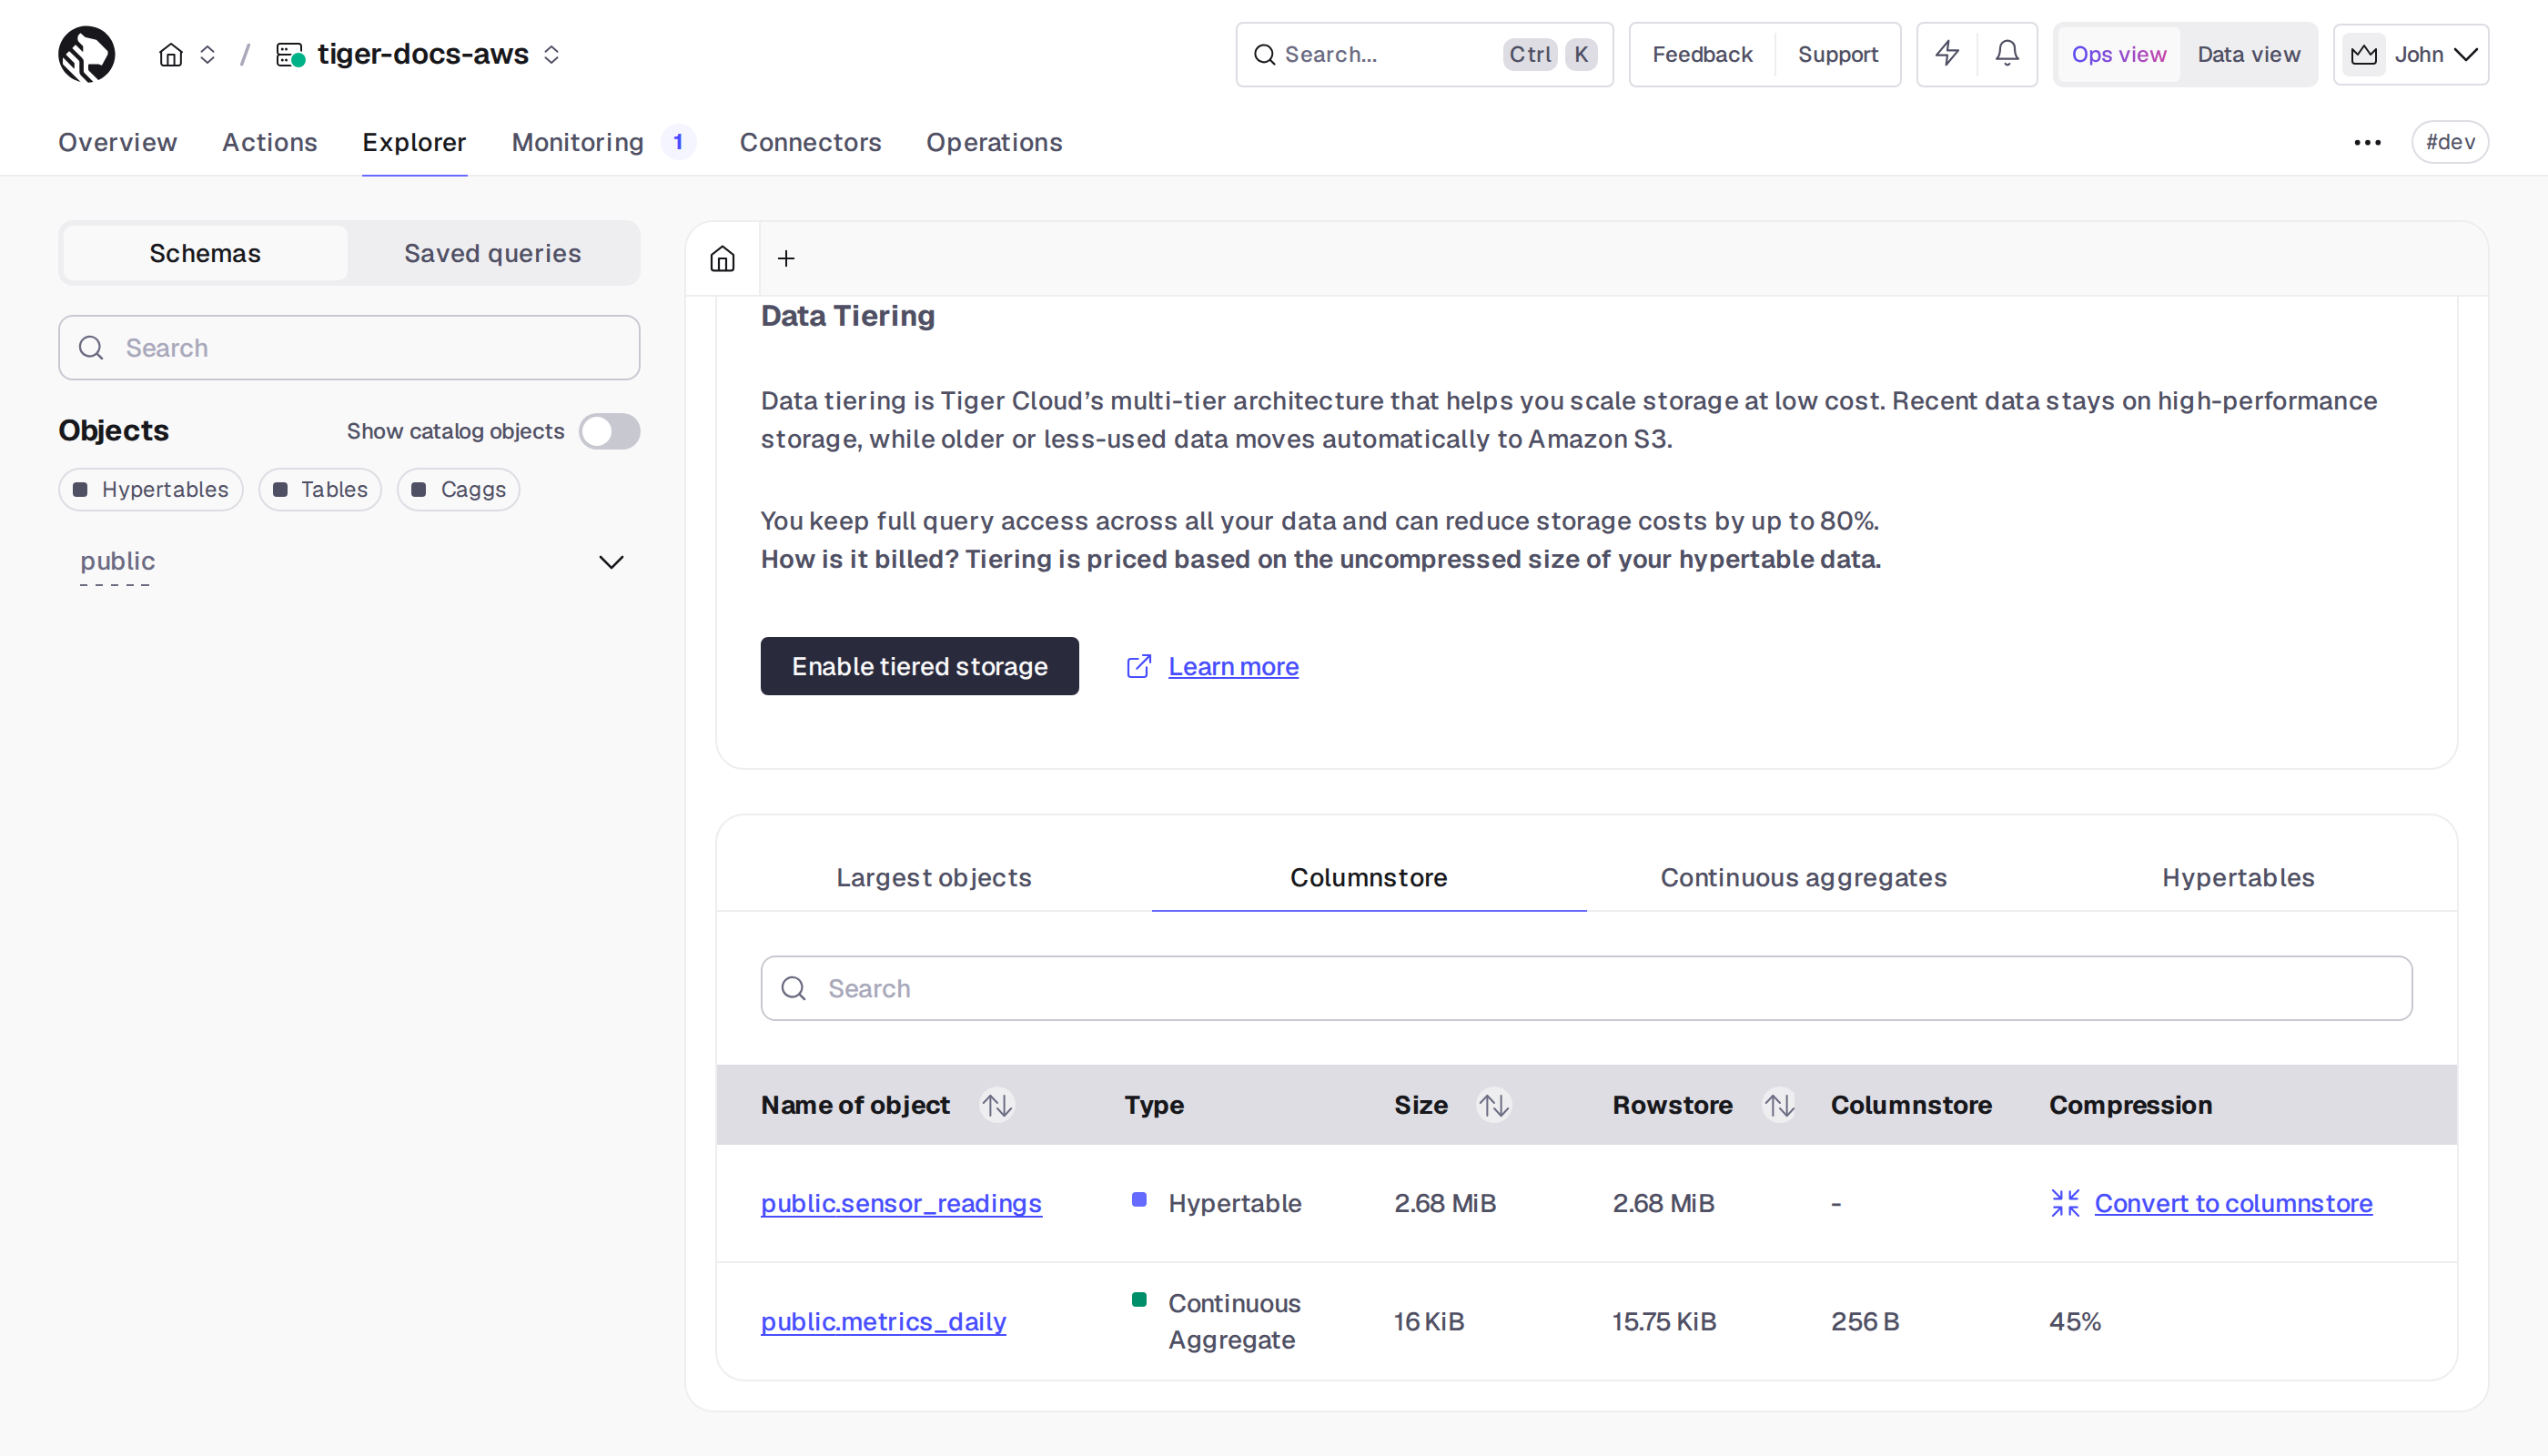 / tiger-docs-aws
Search... Ctrl K
Feedback Support
Ops view Data view
John
Overview Actions Explorer Monitoring 1 Connectors Operations
#dev
Schemas Saved queries
Search
Objects Show catalog objects
Hypertables Tables Caggs
public
Data Tiering
Data tiering is Tiger Cloud’s multi-tier architecture that helps you scale storage at low cost. Recent data stays on high-performance
storage, while older or less-used data moves automatically to Amazon S3.
You keep full query access across all your data and can reduce storage costs by up to 80%.
How is it billed? Tiering is priced based on the uncompressed size of your hypertable data.
Enable tiered storage Learn more
Largest objects Columnstore Continuous aggregates Hypertables
Search
Name of object Type Size Rowstore Columnstore Compression
public.sensor_readings Hypertable 2.68 MiB 2.68 MiB - Convert to columnstore
public.metrics_daily Continuous Aggregate 16 KiB 15.75 KiB 256 B 45%